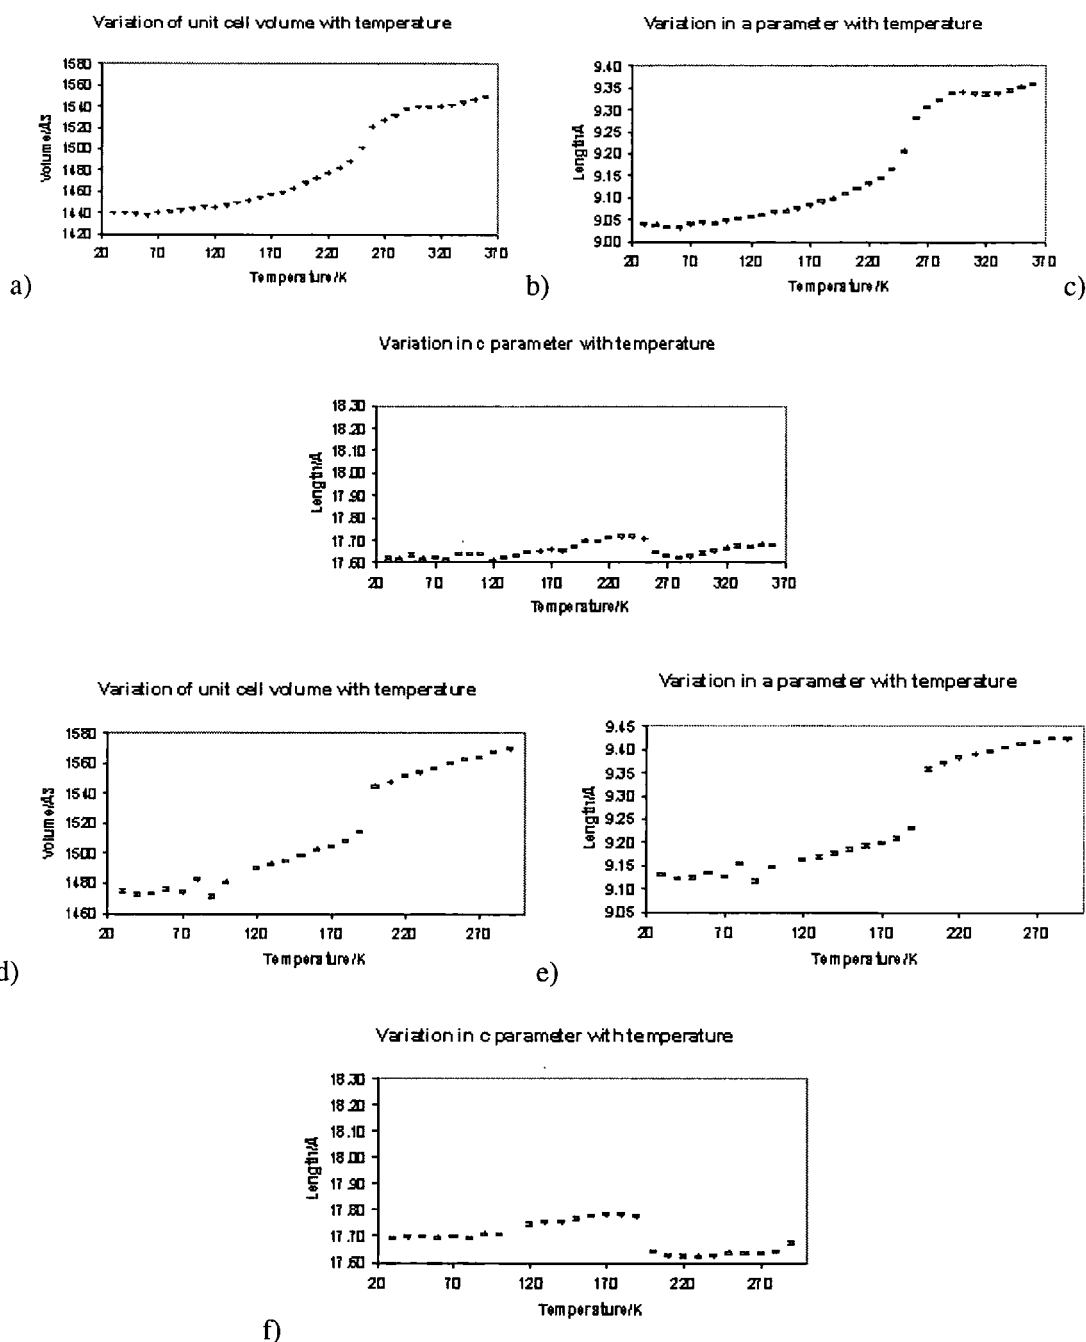 Variation of unit cell volume with temperature
1580
1560
1540
1520
1500
1480
1460
1440
1420
Volume/A3
20 70 120 170 220 270 320 370
Temperature/K
a)
Variation in a parameter with temperature
9.40
9.35
9.30
9.25
9.20
9.15
9.10
9.05
9.00
Length/A
20 70 120 170 220 270 320 370
Temperature/K
b)
c)
Variation in c parameter with temperature
18.30
18.20
18.10
18.00
17.90
17.80
17.70
17.60
Length/A
20 70 120 170 220 270 320 370
Temperature/K
Variation of unit cell volume with temperature
1580
1560
1540
1520
1500
1480
1460
Volume/A3
20 70 120 170 220 270
Temperature/K
d)
Variation in a parameter with temperature
9.45
9.40
9.35
9.30
9.25
9.20
9.15
9.10
9.05
Length/A
20 70 120 170 220 270
Temperature/K
e)
Variation in c parameter with temperature
18.30
18.20
18.10
18.00
17.90
17.80
17.70
17.60
Length/A
20 70 120 170 220 270
Temperature/K
f)